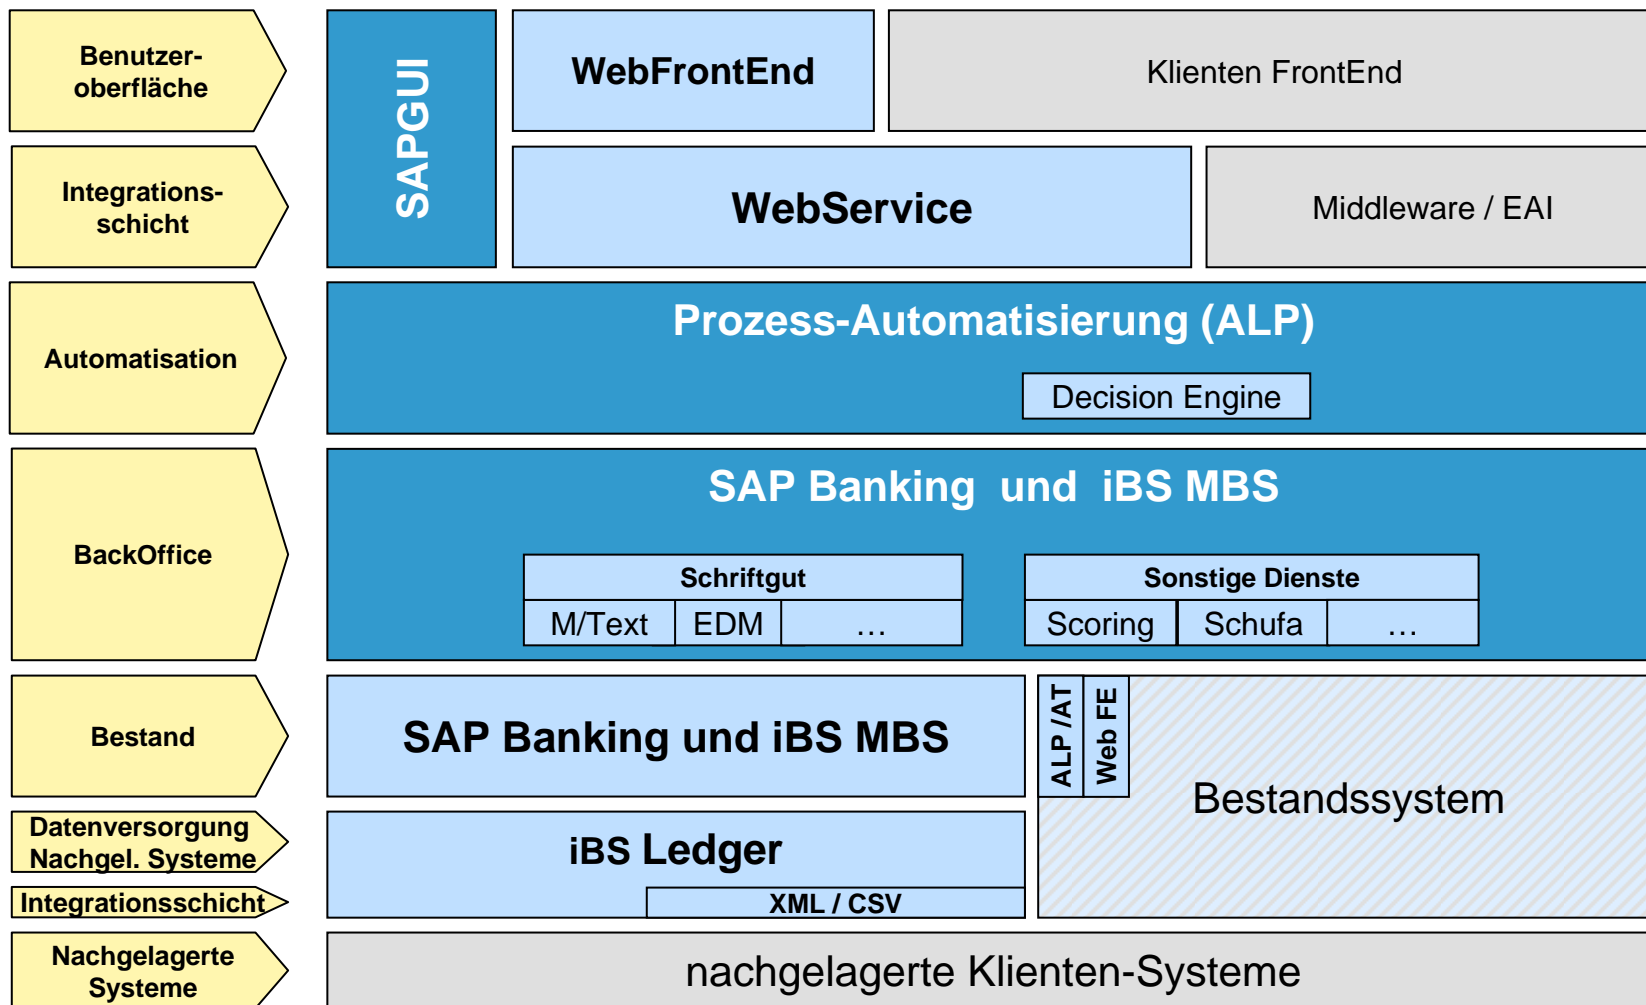 Benutzer-
oberfläche
SAPGUI
WebFrontEnd
Klienten FrontEnd
Integrations-
schicht
WebService
Middleware / EAI
Automatisation
Prozess-Automatisierung (ALP)
Decision Engine
BackOffice
SAP Banking und iBS MBS
Schriftgut
M/Text
EDM
…
Sonstige Dienste
Scoring
Schufa
…
Bestand
SAP Banking und iBS MBS
ALP /AT
Web FE
Bestandssystem
Datenversorgung
Nachgel. Systeme
iBS Ledger
Integrationsschicht
XML / CSV
Nachgelagerte
Systeme
nachgelagerte Klienten-Systeme